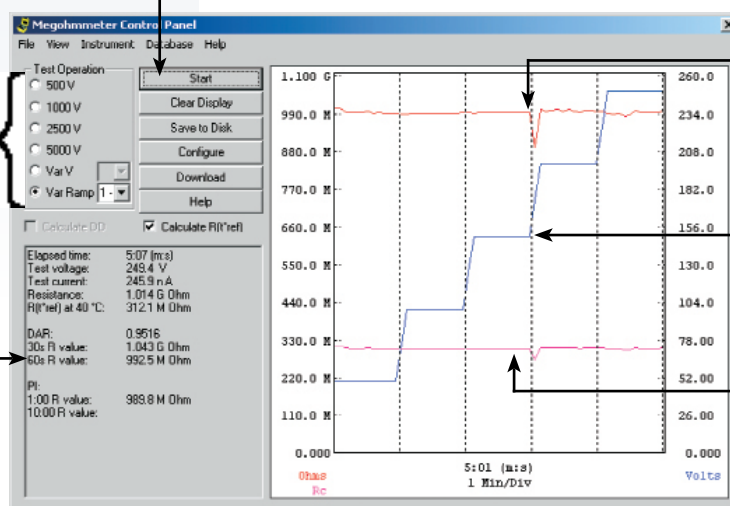 Megohmmeter Control Panel
File View Instrument Database Help
Test Operation
500 V
1000 V
2500 V
5000 V
Var V
Var Ramp 1 -
Start
Clear Display
Save to Disk
Configure
Download
Help
Calculate DD
Calculate R(t°ref)
Elapsed time: 5:07 (m:s)
Test voltage: 249.4 V
Test current: 245.9 nA
Resistance: 1.014 G Ohm
R(t°ref) at 40 °C: 312.1 M Ohm
DAR: 0.9516
30s R value: 1.043 G Ohm
60s R value: 992.5 M Ohm
PI:
1:00 R value: 989.8 M Ohm
10:00 R value:
1.100 G 260.0
990.0 M 234.0
880.0 M 208.0
770.0 M 182.0
660.0 M 156.0
550.0 M 130.0
440.0 M 104.0
330.0 M 78.00
220.0 M 52.00
110.0 M 26.00
0.000 0.000
Ohms 5:01 (m:s) Volts
Rc 1 Min/Div